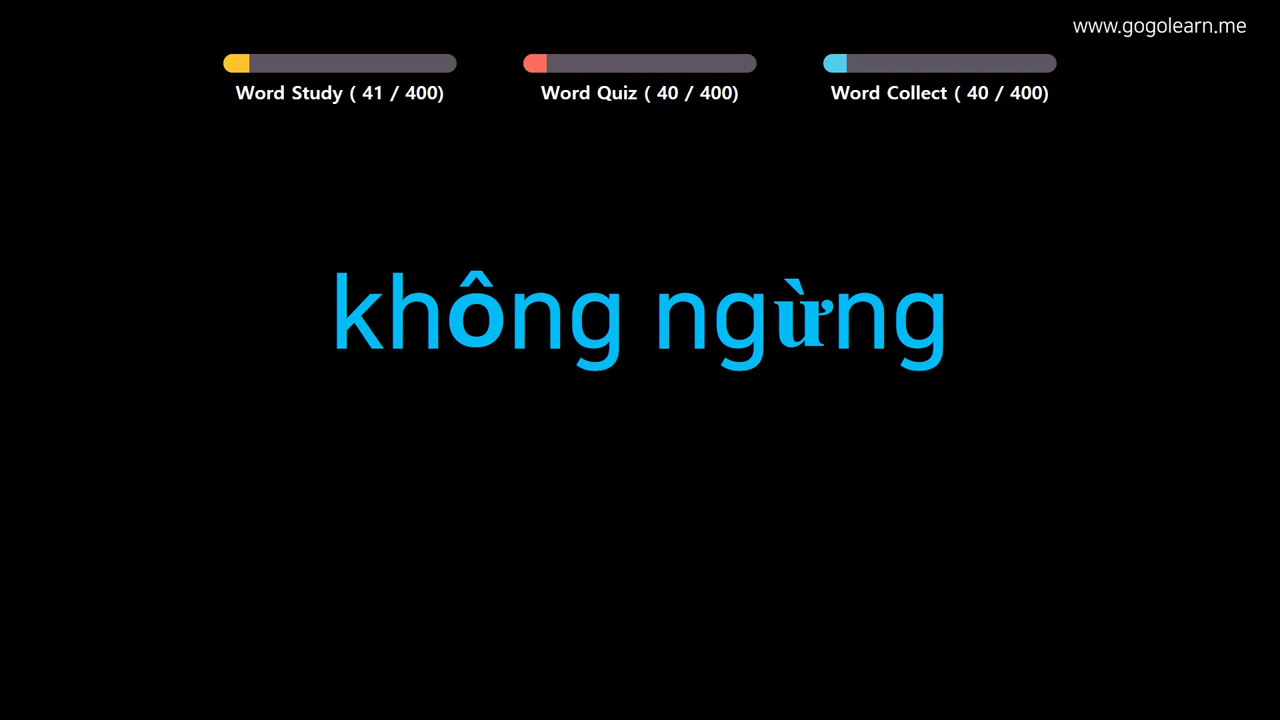 www.gogolearn.me
Word Study ( 41 / 400)
Word Quiz ( 40 / 400)
Word Collect ( 40 / 400)
không ngừng